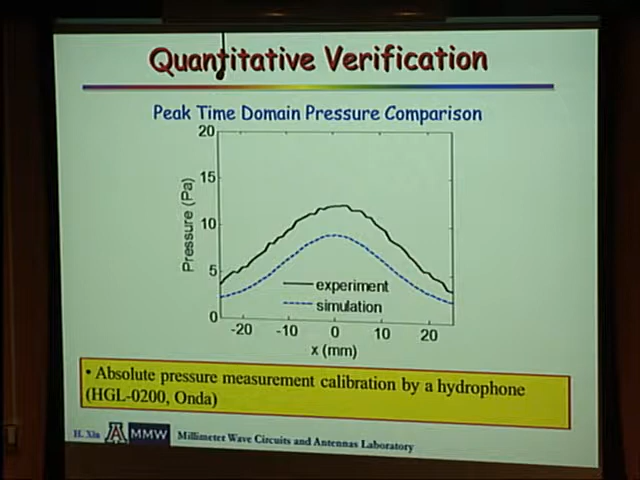 Quantitative Verification
Peak Time Domain Pressure Comparison
20
15
10
5
0
Pressure (Pa)
experiment
simulation
-20 -10 0 10 20
x (mm)
• Absolute pressure measurement calibration by a hydrophone
(HGL-0200, Onda)
H. Xin A MMW Millimeter Wave Circuits and Antennas Laboratory